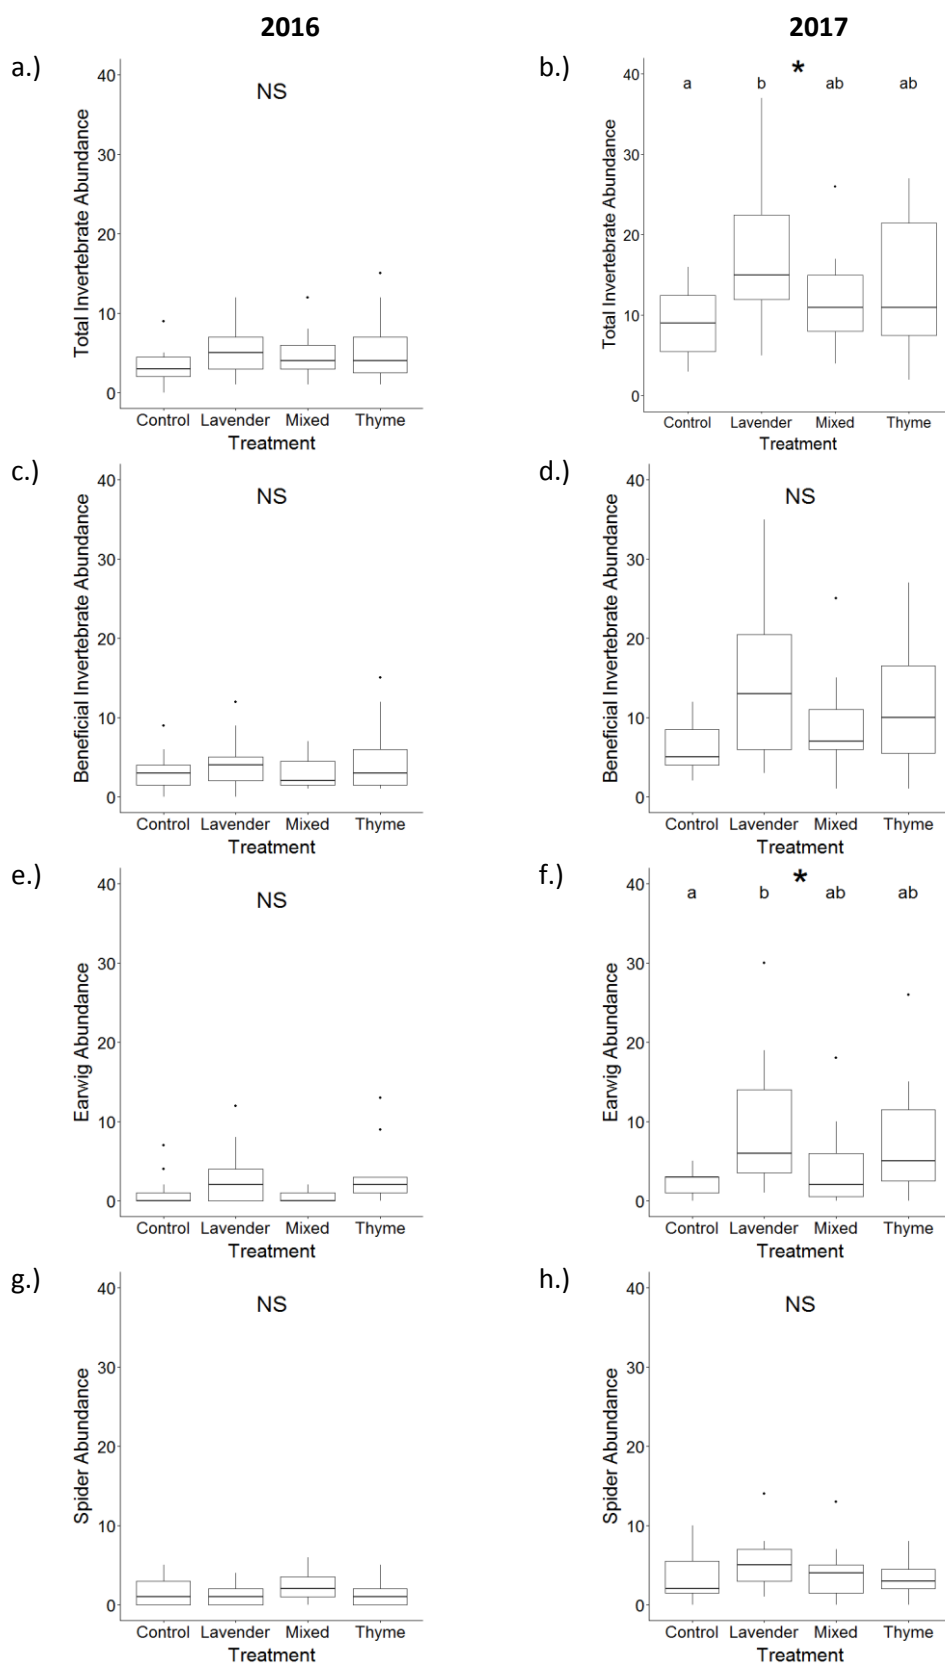 2016
2017
a.)
NS
Total Invertebrate Abundance
40
30
20
10
0
Control Lavender Mixed Thyme
Treatment
b.)
*
a b ab ab
Total Invertebrate Abundance
40
30
20
10
0
Control Lavender Mixed Thyme
Treatment
c.)
NS
Beneficial Invertebrate Abundance
40
30
20
10
0
Control Lavender Mixed Thyme
Treatment
d.)
NS
Beneficial Invertebrate Abundance
40
30
20
10
0
Control Lavender Mixed Thyme
Treatment
e.)
NS
Earwig Abundance
40
30
20
10
0
Control Lavender Mixed Thyme
Treatment
f.)
*
a b ab ab
Earwig Abundance
40
30
20
10
0
Control Lavender Mixed Thyme
Treatment
g.)
NS
Spider Abundance
40
30
20
10
0
Control Lavender Mixed Thyme
Treatment
h.)
NS
Spider Abundance
40
30
20
10
0
Control Lavender Mixed Thyme
Treatment